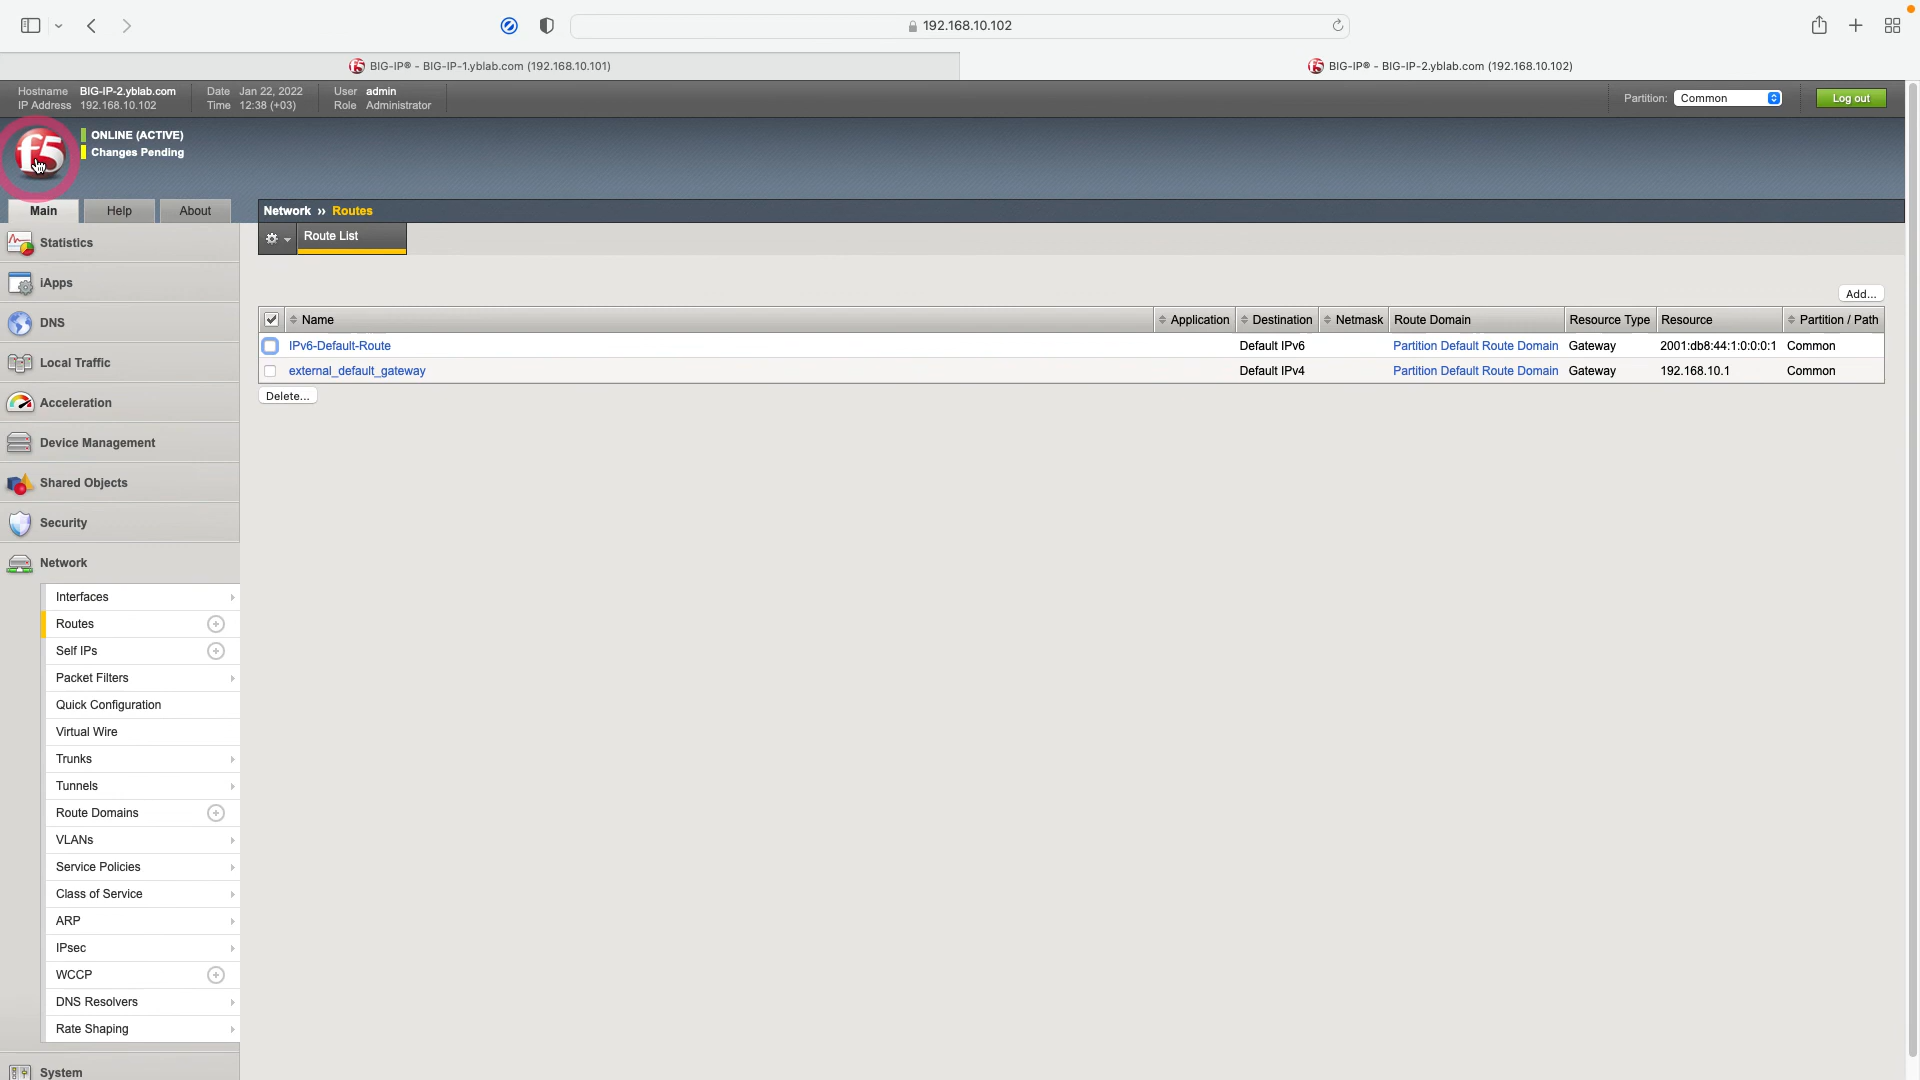 192.168.10.102
BIG-IP® - BIG-IP-1.yblab.com (192.168.10.101)
BIG-IP® - BIG-IP-2.yblab.com (192.168.10.102)
Hostname BIG-IP-2.yblab.com Date Jan 22, 2022 User admin
IP Address 192.168.10.102 Time 12:38 (+03) Role Administrator
Partition: Common Log out
f5
ONLINE (ACTIVE)
Changes Pending
Main Help About
Network ›› Routes
Route List
Statistics
iApps
DNS
Local Traffic
Acceleration
Device Management
Shared Objects
Security
Network
Interfaces
Routes
Self IPs
Packet Filters
Quick Configuration
Virtual Wire
Trunks
Tunnels
Route Domains
VLANs
Service Policies
Class of Service
ARP
IPsec
WCCP
DNS Resolvers
Rate Shaping
System
Add...
Name Application Destination Netmask Route Domain Resource Type Resource Partition / Path
IPv6-Default-Route Default IPv6 Partition Default Route Domain Gateway 2001:db8:44:1:0:0:0:1 Common
external_default_gateway Default IPv4 Partition Default Route Domain Gateway 192.168.10.1 Common
Delete...